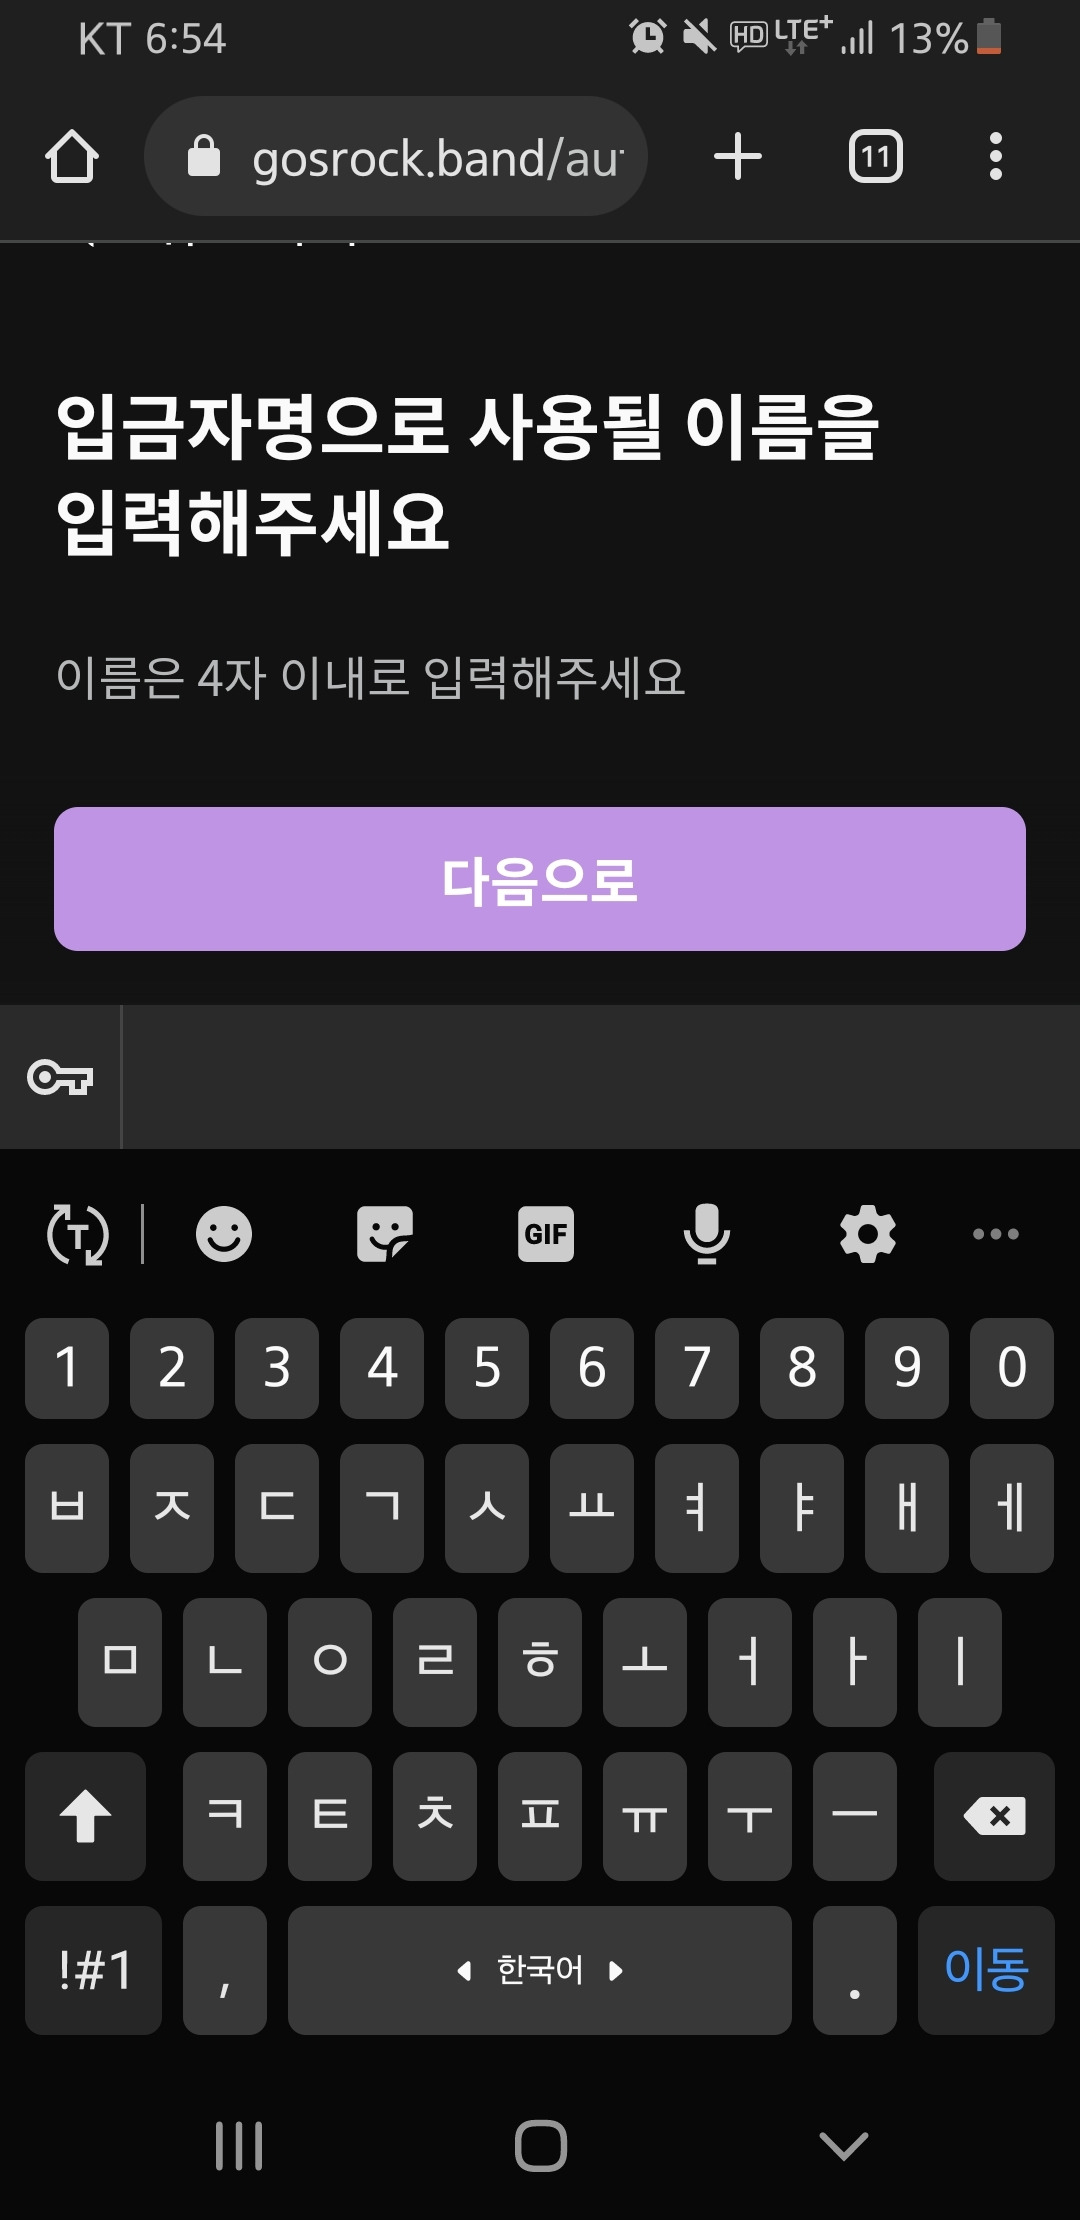 KT 6:54 HD LTE+ 13%
gosrock.band/au
11
입금자명으로 사용될 이름을
입력해주세요
이름은 4자 이내로 입력해주세요
다음으로
T GIF
1 2 3 4 5 6 7 8 9 0
ㅂ ㅈ ㄷ ㄱ ㅅ ㅛ ㅕ ㅑ ㅐ ㅔ
ㅁ ㄴ ㅇ ㄹ ㅎ ㅗ ㅓ ㅏ ㅣ
ㅋ ㅌ ㅊ ㅍ ㅠ ㅜ ㅡ
!#1 , 한국어 . 이동